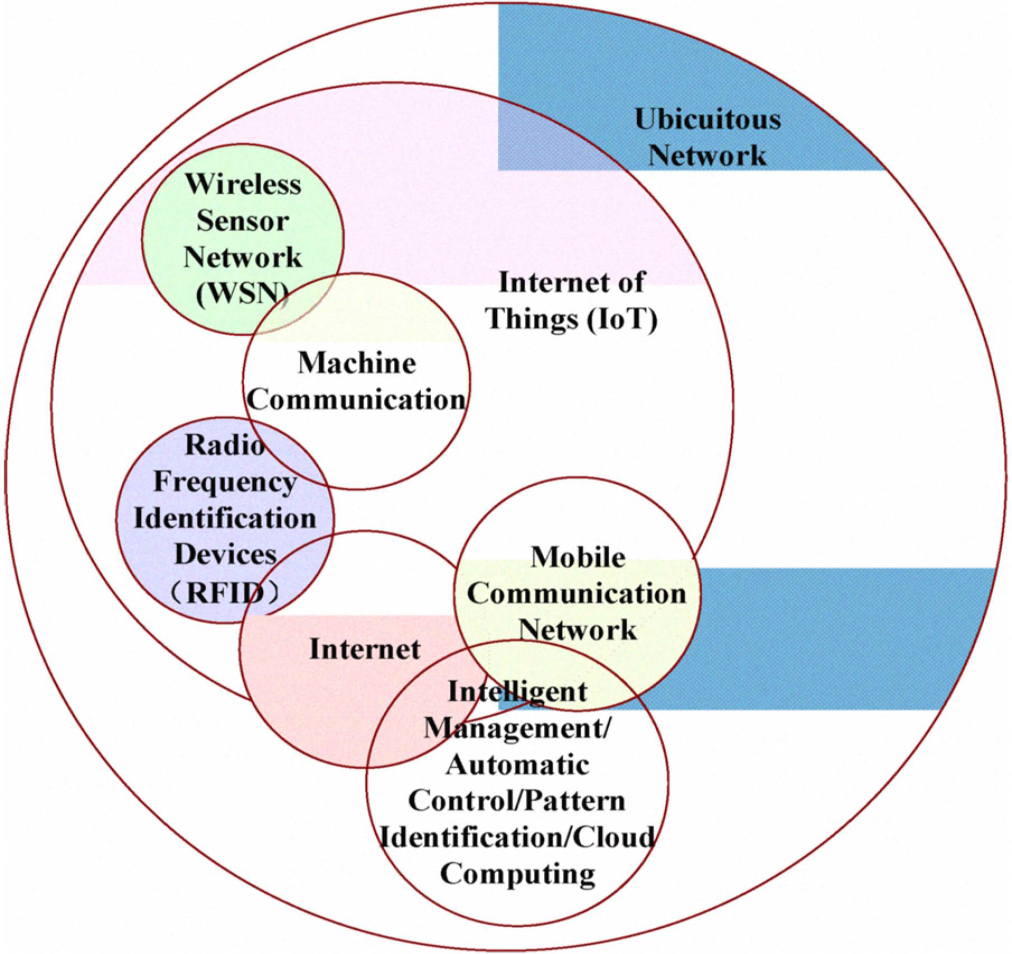 Ubicuitous
Network
Wireless
Sensor
Network
(WSN)
Internet of
Things (IoT)
Machine
Communication
Radio
Frequency
Identification
Devices
（RFID）
Mobile
Communication
Network
Internet
Intelligent
Management/
Automatic
Control/Pattern
Identification/Cloud
Computing